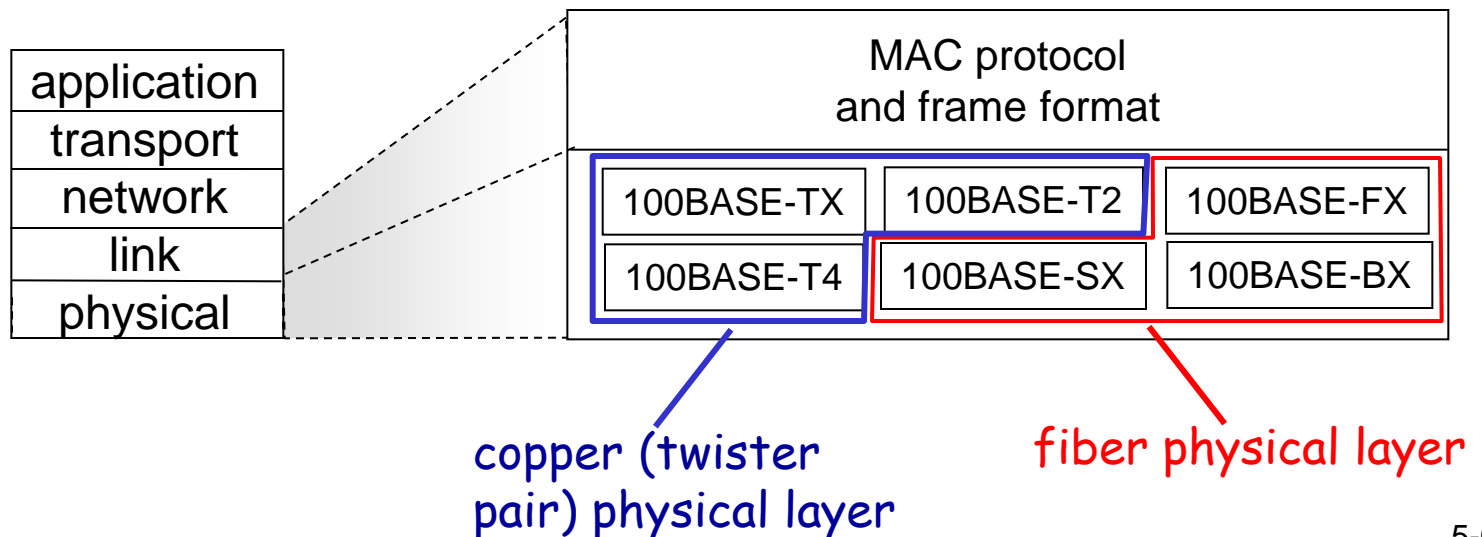 application
transport
network
link
physical
MAC protocol
and frame format
100BASE-TX
100BASE-T2
100BASE-FX
100BASE-T4
100BASE-SX
100BASE-BX
copper (twister
pair) physical layer
fiber physical layer